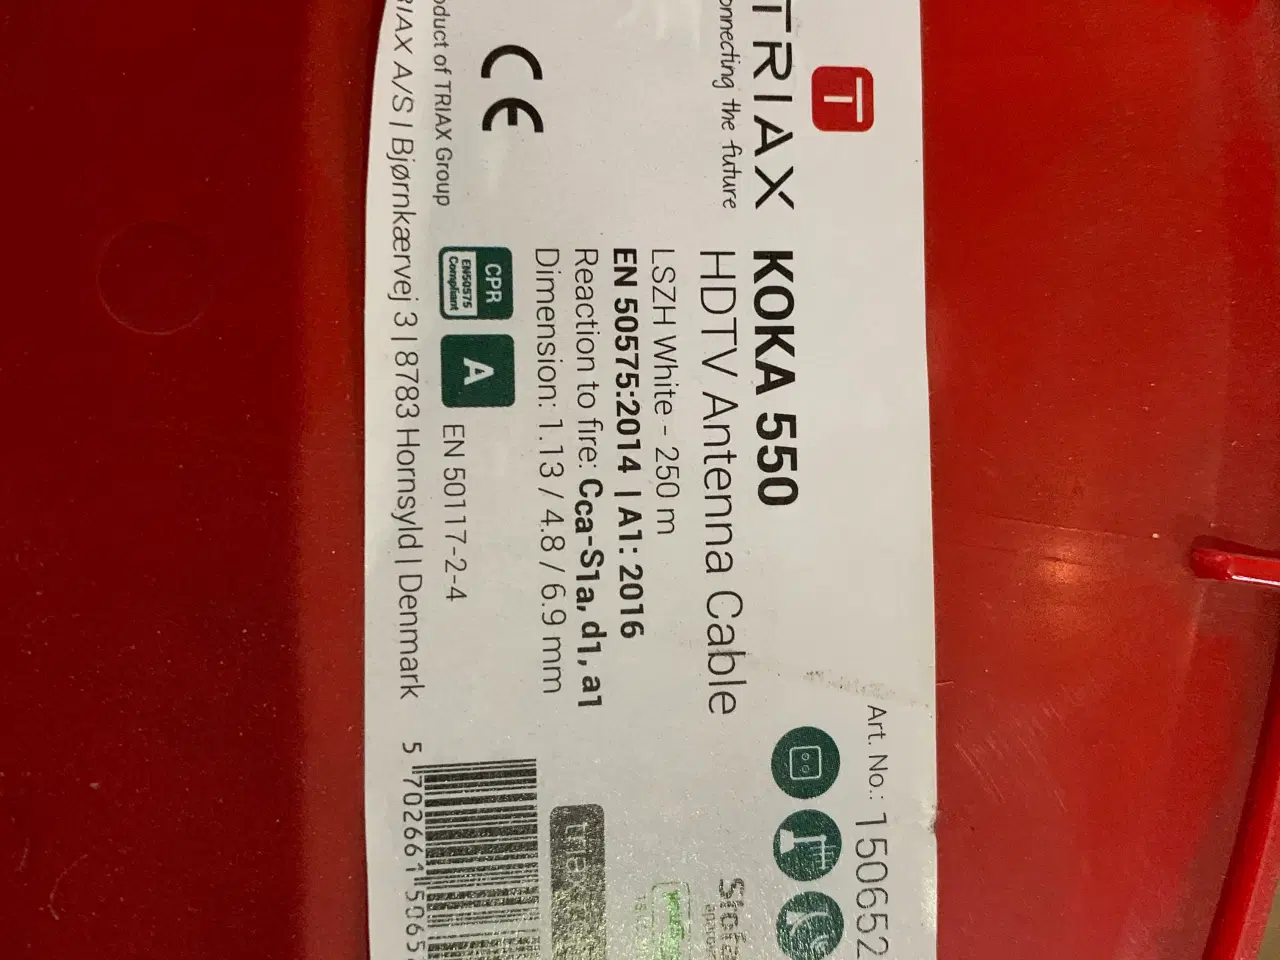 T
TRIAX
onnecting the future
KOKA 550
HDTV Antenna Cable
LSZH White - 250 m
EN 50575:2014 | A1: 2016
Reaction to fire: Cca-S1a, d1, a1
Dimension: 1.13 / 4.8 / 6.9 mm
CE
CPR
EN50575
Compliant
A
EN 50117-2-4
oduct of TRIAX Group
RIAX A/S | Bjørnkærvej 3 | 8783 Hornsyld | Denmark
Art. No.: 150652
5 702661 50652